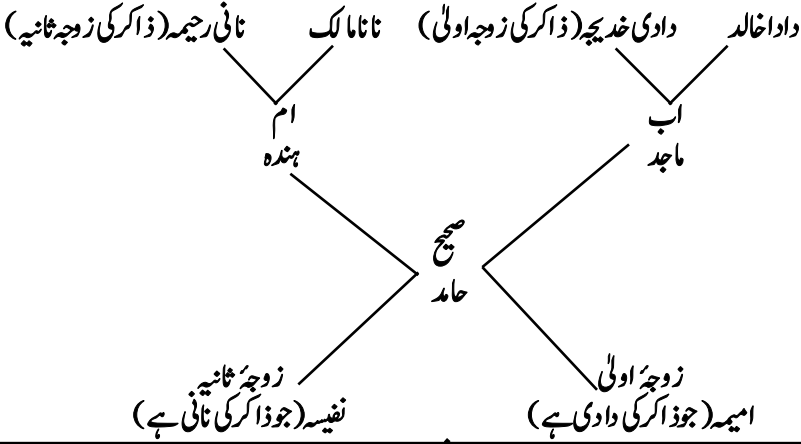 دادا خالد دادی خدیجہ (ذاکر کی زوجہ اولیٰ) نانا مالک نانی رحیمہ (ذاکر کی زوجہ ثانیہ)
اب ام
ماجد ہندہ
صحیح
حامد
زوجۂ اولیٰ زوجۂ ثانیہ
امیمہ (جو ذاکر کی دادی ہے) نفیسہ (جو ذاکر کی نانی ہے)